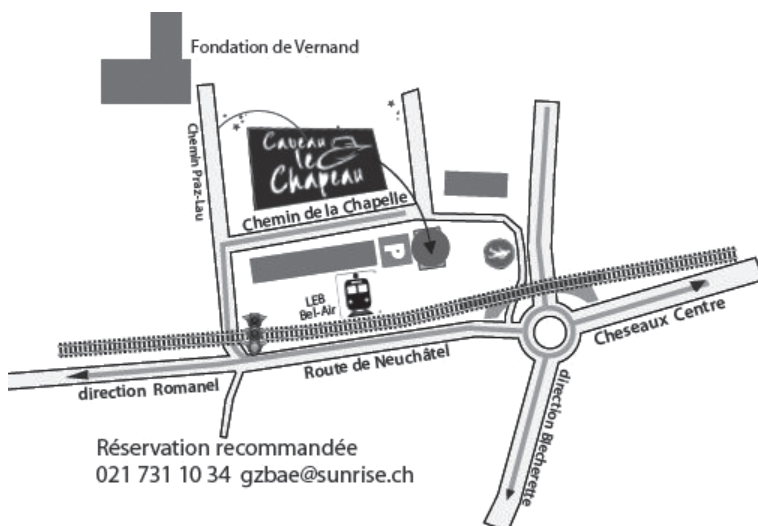 Fondation de Vernand
Chemin Praz-Lau
Caveau
le
Chapeau
Chemin de la Chapelle
P
LEB
Bel-Air
Route de Neuchâtel
Cheseaux Centre
direction Romanel
direction Blecherette
Réservation recommandée
021 731 10 34 gzbae@sunrise.ch